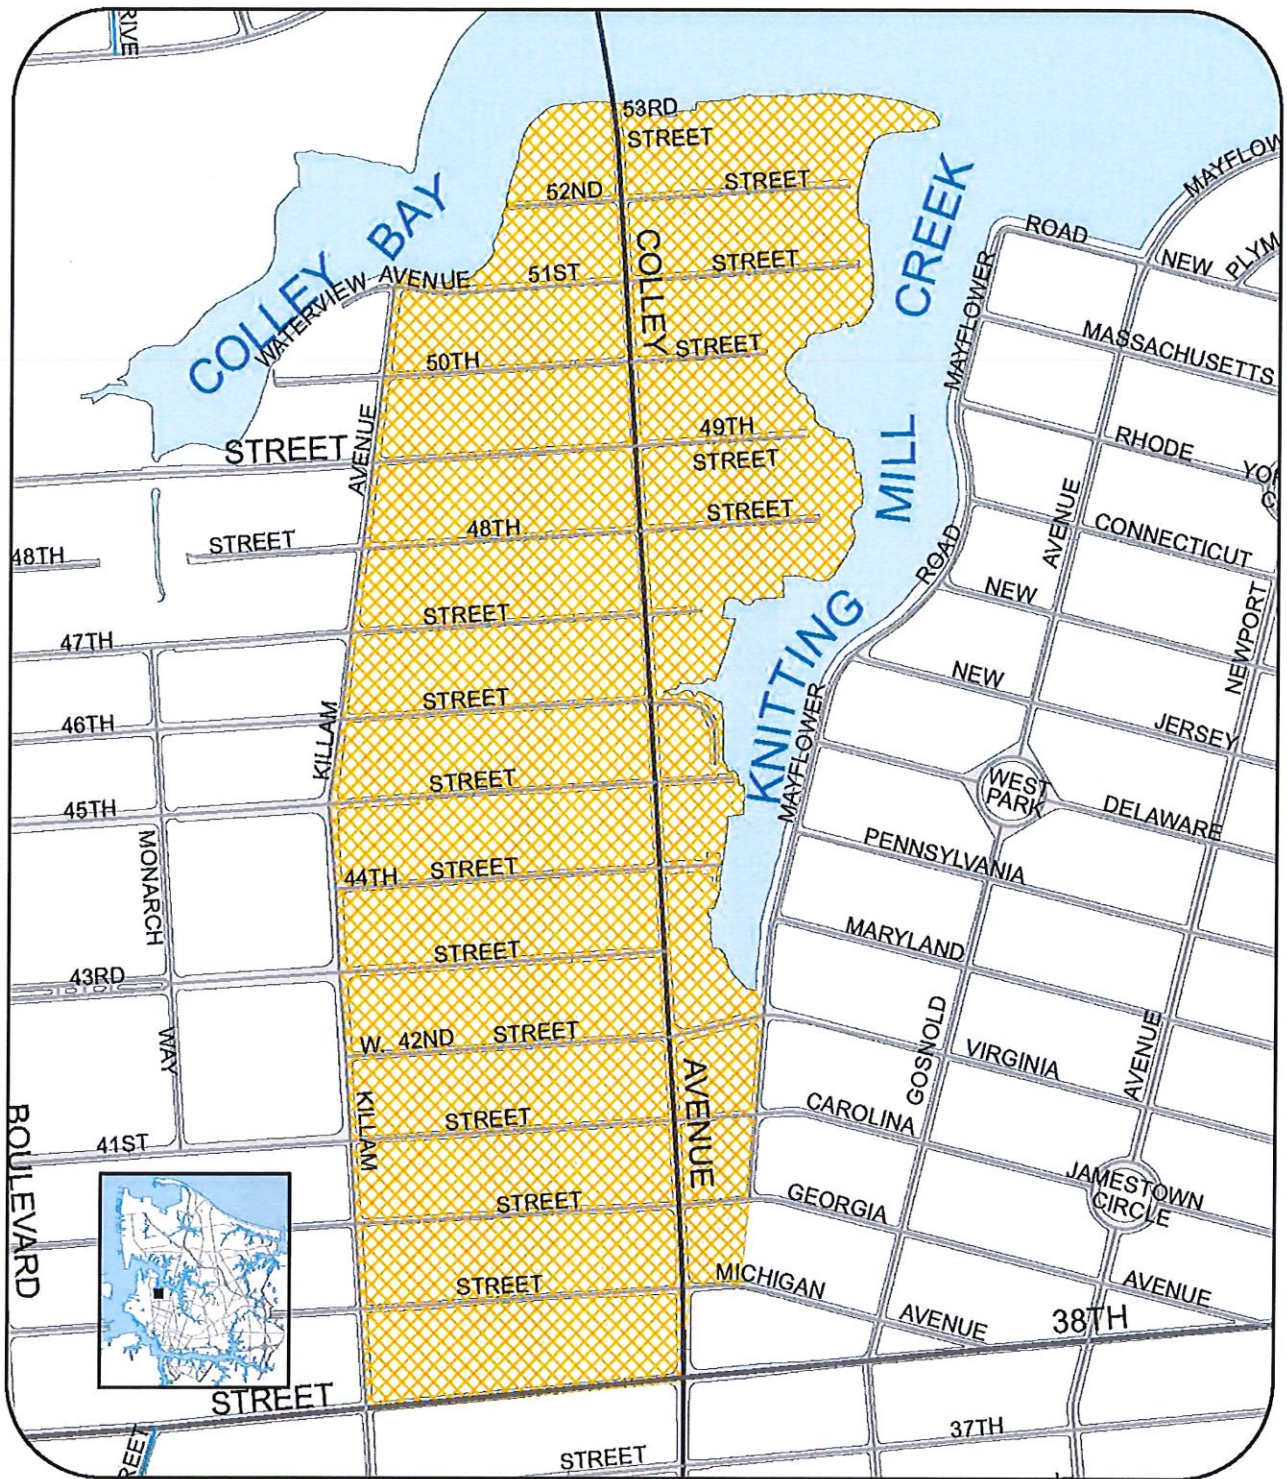 RIVE
53RD
STREET
52ND STREET
COLLEY BAY
CREEK
MAYFLOW
ROAD
NEW
PLYM
WATERVIEW AVENUE
51ST STREET
COLLEY
MAYFLOWER
MASSACHUSETTS
50TH STREET
49TH
STREET
STREET
AVENUE
MILL
RHODE
YOR
C
48TH STREET
48TH STREET
STREET
AVENUE
CONNECTICUT
ROAD
NEW
KNITTING
NEWPORT
47TH STREET
NEW
JERSEY
46TH STREET
KILLAM
MAYFLOWER
WEST
PARK
DELAWARE
45TH STREET
MONARCH
44TH STREET
PENNSYLVANIA
43RD STREET
MARYLAND
WAY
W. 42ND STREET
GOSNOLD
VIRGINIA
AVENUE
KILLAM
AVENUE
BOULEVARD
41ST STREET
CAROLINA
JAMESTOWN
CIRCLE
STREET
GEORGIA
STREET
MICHIGAN
AVENUE
AVENUE
38TH
STREET
REET
STREET
37TH